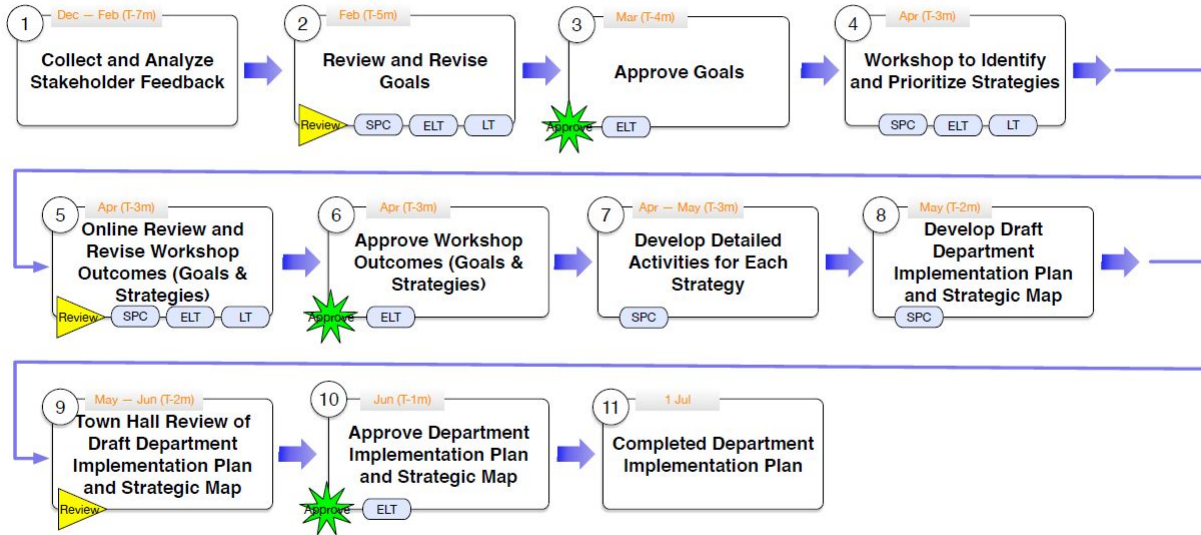 1
Dec — Feb (T-7m)
Collect and Analyze
Stakeholder Feedback
2
Feb (T-5m)
Review and Revise
Goals
Review
SPC
ELT
LT
3
Mar (T-4m)
Approve Goals
Approve
ELT
4
Apr (T-3m)
Workshop to Identify
and Prioritize Strategies
SPC
ELT
LT
5
Apr (T-3m)
Online Review and
Revise Workshop
Outcomes (Goals &
Strategies)
Review
SPC
ELT
LT
6
Apr (T-3m)
Approve Workshop
Outcomes (Goals &
Strategies)
Approve
ELT
7
Apr — May (T-3m)
Develop Detailed
Activities for Each
Strategy
SPC
8
May (T-2m)
Develop Draft
Department
Implementation Plan
and Strategic Map
SPC
9
May — Jun (T-2m)
Town Hall Review of
Draft Department
Implementation Plan
and Strategic Map
Review
10
Jun (T-1m)
Approve Department
Implementation Plan
and Strategic Map
Approve
ELT
11
1 Jul
Completed Department
Implementation Plan